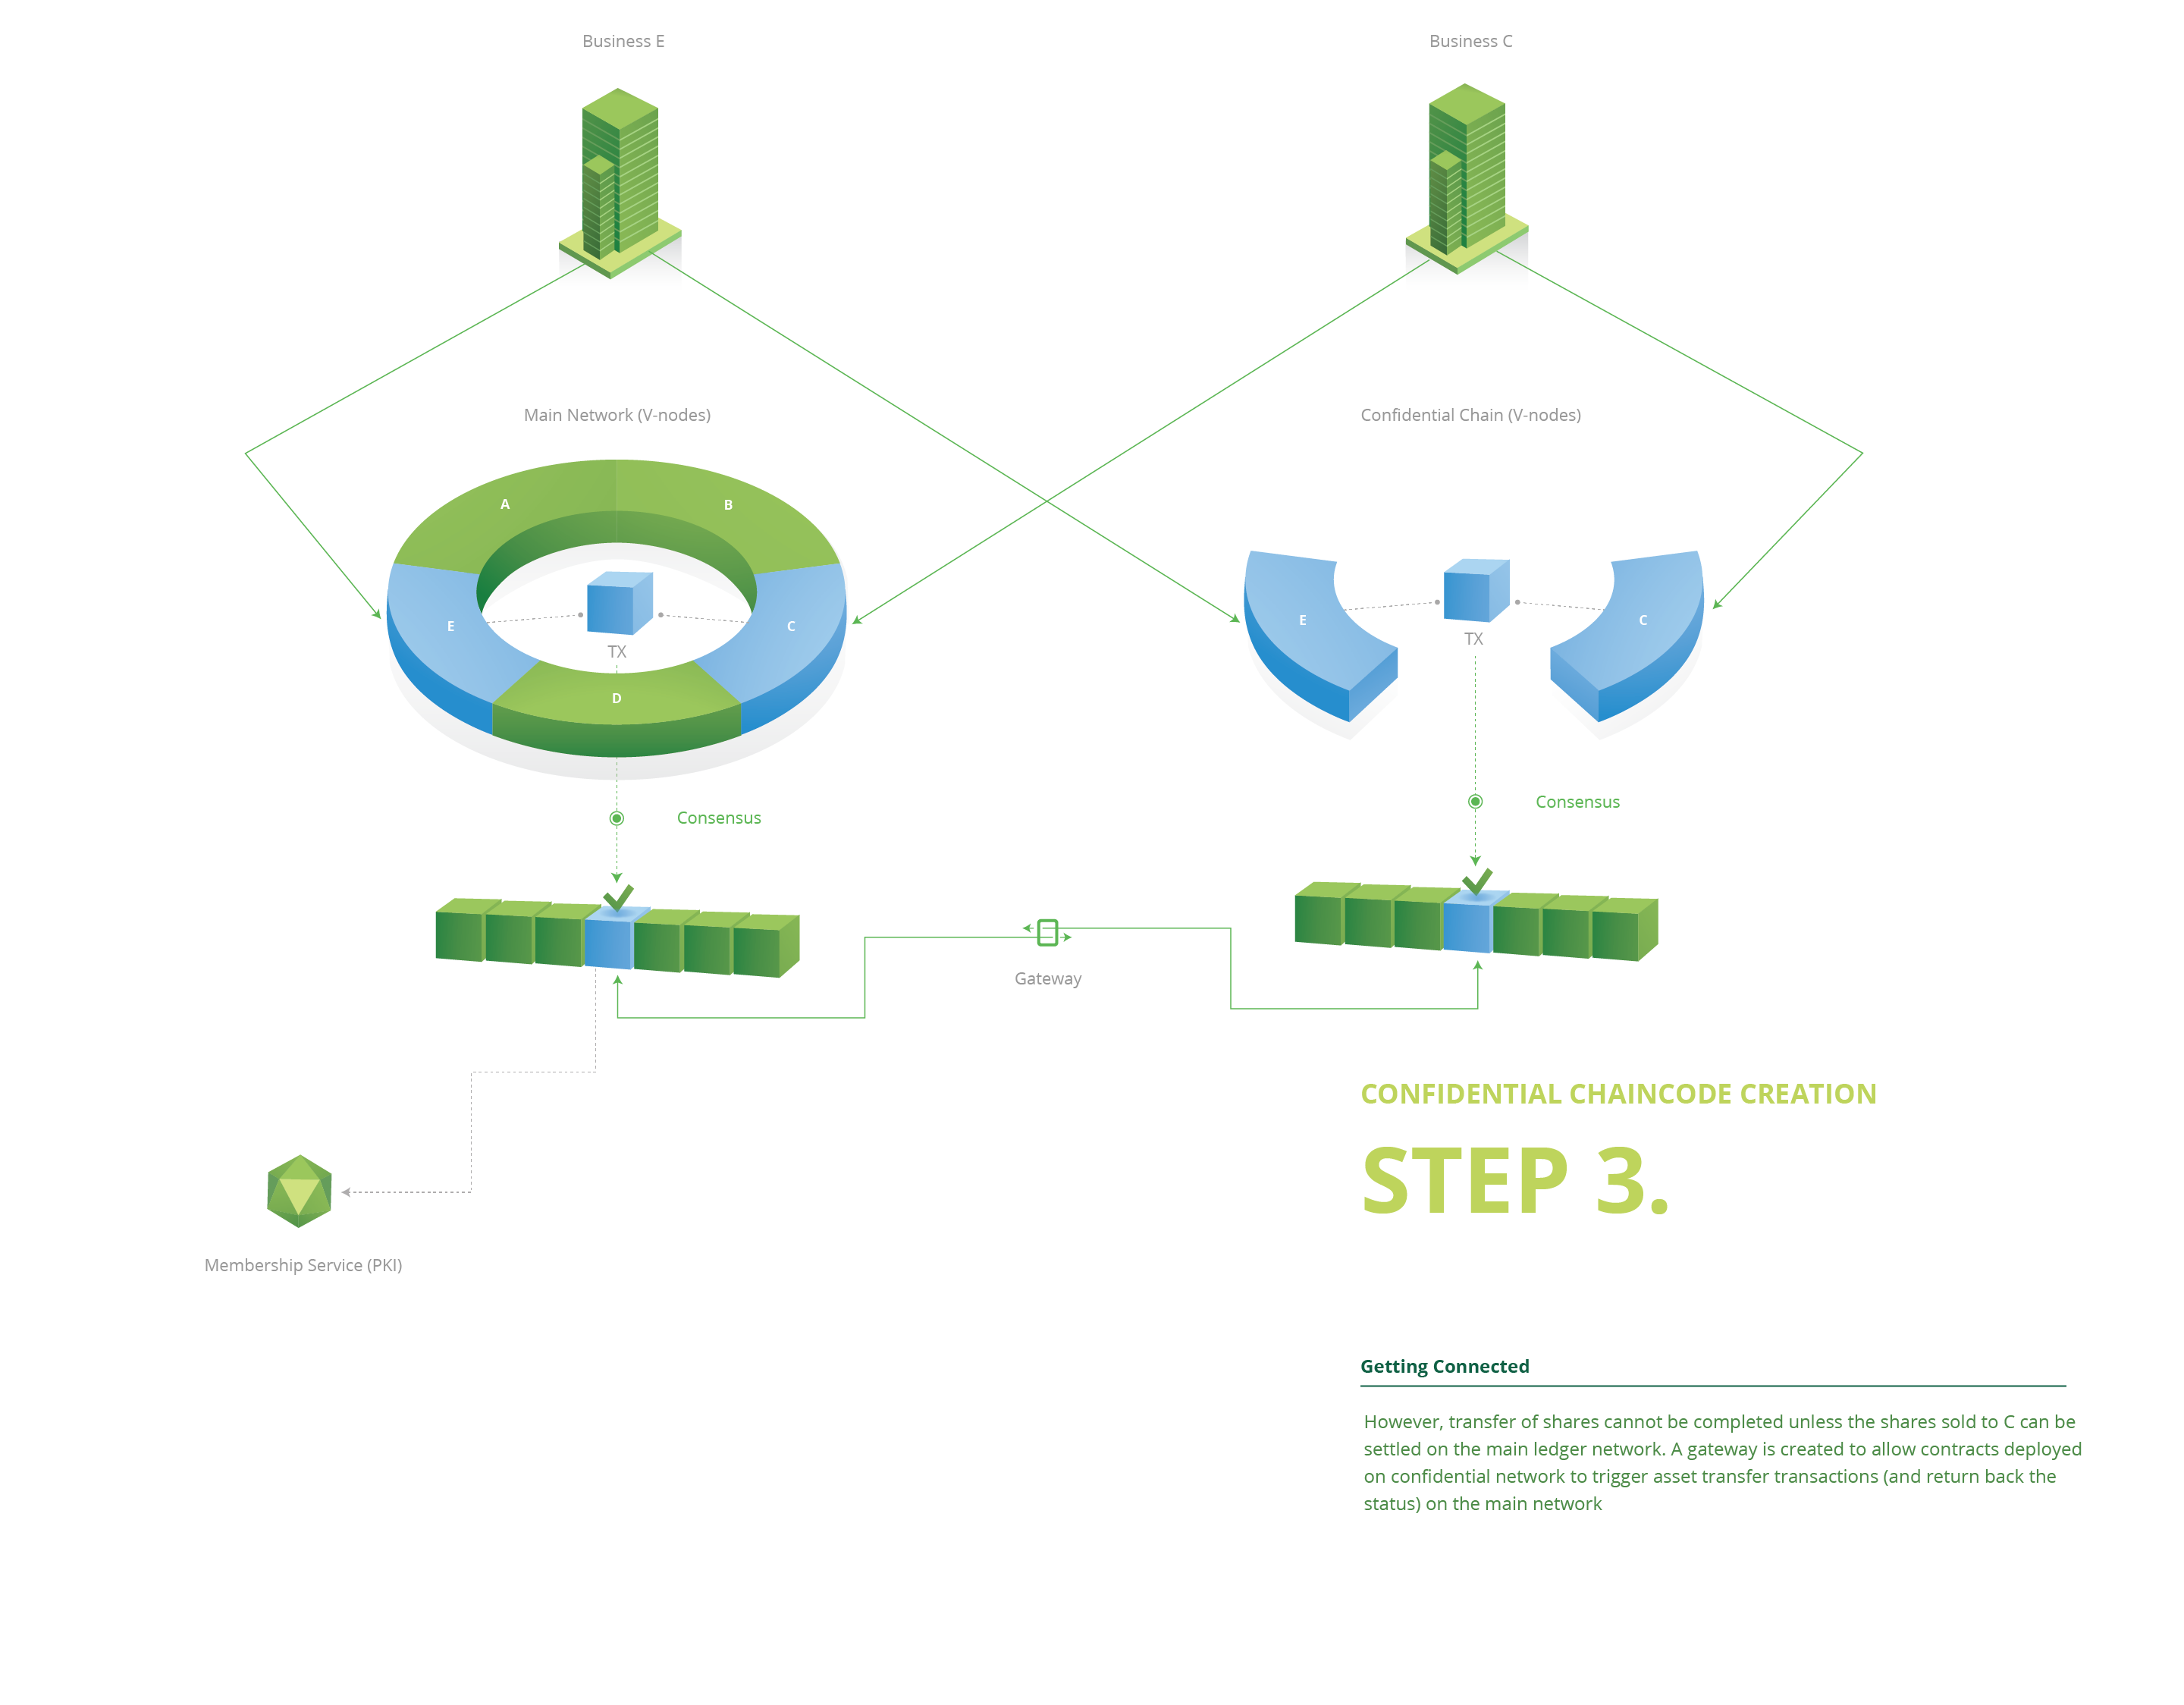 Business E
Business C
Main Network (V-nodes)
Confidential Chain (V-nodes)
A
B
E
C
TX
D
E
C
TX
Consensus
Consensus
Gateway
Membership Service (PKI)
CONFIDENTIAL CHAINCODE CREATION
STEP 3.
Getting Connected
However, transfer of shares cannot be completed unless the shares sold to C can be
settled on the main ledger network. A gateway is created to allow contracts deployed
on confidential network to trigger asset transfer transactions (and return back the
status) on the main network